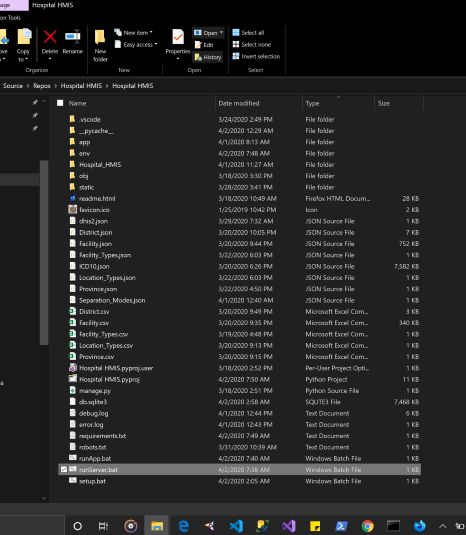 Hospital HMIS
Copy
to
Delete
Rename
New
folder
New item
Easy access
Properties
Open
Edit
History
Select all
Select none
Invert selection
Organize
New
Open
Select
Source › Repos › Hospital HMIS › Hospital HMIS
Name Date modified Type Size
.vscode 3/24/2020 2:49 PM File folder
__pycache__ 4/2/2020 12:29 AM File folder
app 4/1/2020 8:13 AM File folder
env 4/2/2020 7:48 AM File folder
Hospital_HMIS 4/1/2020 11:27 AM File folder
obj 3/18/2020 3:30 PM File folder
static 3/28/2020 3:41 PM File folder
readme.html 3/18/2020 10:49 AM Firefox HTML Docum... 28 KB
favicon.ico 1/25/2019 10:42 PM Icon 2 KB
dhis2.json 3/29/2020 7:32 AM JSON Source File 1 KB
District.json 3/20/2020 10:05 PM JSON Source File 7 KB
Facility.json 3/20/2020 9:44 PM JSON Source File 752 KB
Facility_Types.json 3/22/2020 6:03 PM JSON Source File 1 KB
ICD10.json 3/20/2020 6:26 PM JSON Source File 7,582 KB
Location_Types.json 3/22/2020 6:03 PM JSON Source File 1 KB
Province.json 3/22/2020 4:50 PM JSON Source File 1 KB
Separation_Modes.json 4/1/2020 12:40 AM JSON Source File 1 KB
District.csv 3/20/2020 9:49 PM Microsoft Excel Com... 3 KB
Facility.csv 3/20/2020 9:35 PM Microsoft Excel Com... 340 KB
Facility_Types.csv 3/19/2020 4:48 PM Microsoft Excel Com... 1 KB
Location_Types.csv 3/20/2020 9:13 PM Microsoft Excel Com... 1 KB
Province.csv 3/20/2020 9:15 PM Microsoft Excel Com... 1 KB
Hospital HMIS.pyproj.user 3/18/2020 2:52 PM Per-User Project Opti... 1 KB
Hospital HMIS.pyproj 4/2/2020 7:50 AM Python Project 11 KB
manage.py 3/18/2020 2:51 PM Python Source File 1 KB
db.sqlite3 4/2/2020 2:58 AM SQLITE3 File 7,468 KB
debug.log 4/1/2020 12:44 PM Text Document 6 KB
error.log 4/1/2020 12:43 PM Text Document 1 KB
requirements.txt 4/2/2020 7:49 AM Text Document 1 KB
robots.txt 3/31/2020 10:39 AM Text Document 1 KB
runApp.bat 4/2/2020 7:40 AM Windows Batch File 1 KB
runServer.bat 4/2/2020 7:38 AM Windows Batch File 1 KB
setup.bat 4/2/2020 2:05 AM Windows Batch File 1 KB